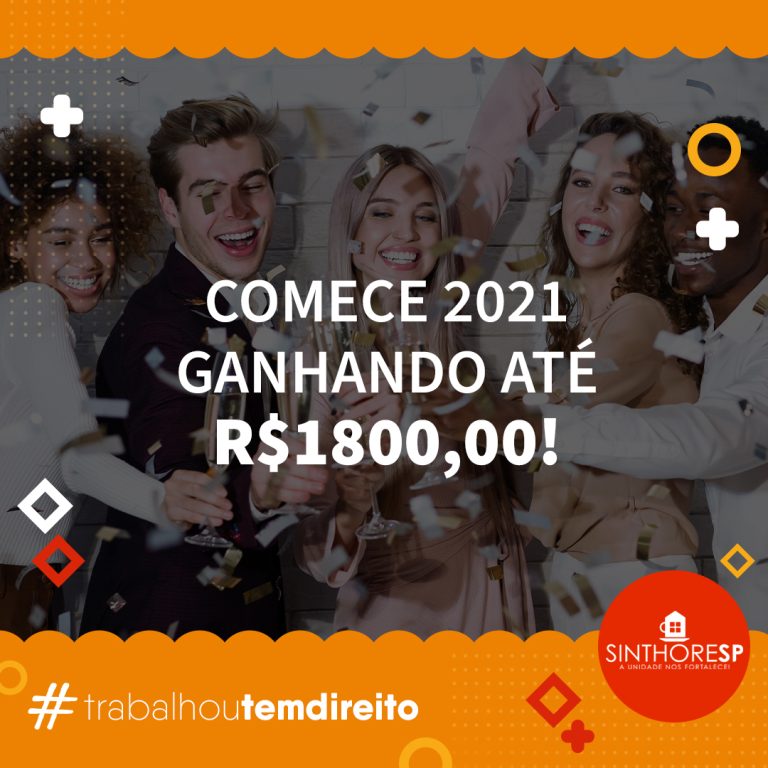 COMECE 2021
GANHANDO ATÉ
R$1800,00!
SINTHORESP
A UNIDADE NOS FORTALECE!
#trabalhoutemdireito